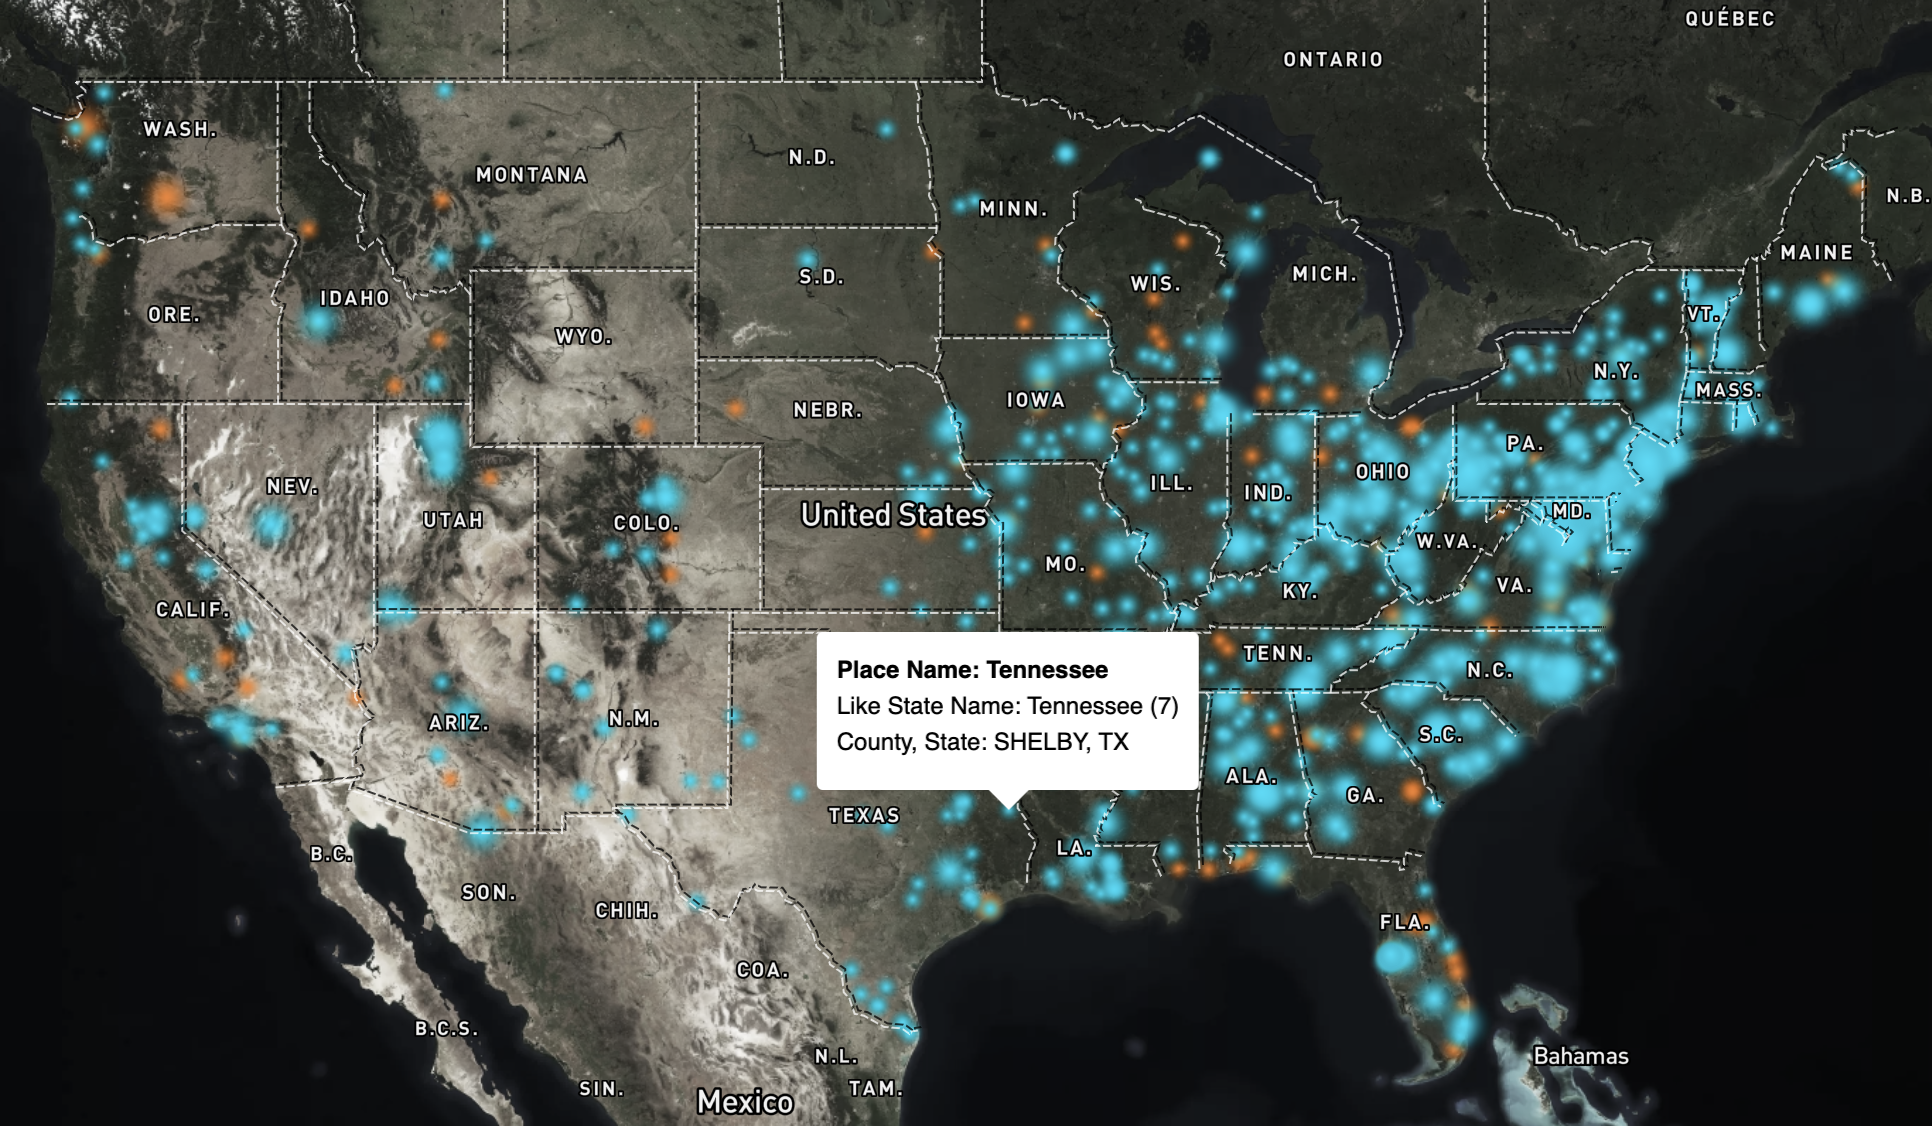 QUÉBEC
ONTARIO
WASH.
MONTANA
N.D.
MINN.
N.B.
MAINE
ORE.
IDAHO
WYO.
S.D.
WIS.
MICH.
VT.
N.Y.
MASS.
NEBR.
IOWA
PA.
NEV.
UTAH
COLO.
United States
ILL.
IND.
OHIO
MD.
W.VA.
CALIF.
MO.
KY.
VA.
Place Name: Tennessee
Like State Name: Tennessee (7)
County, State: SHELBY, TX
TENN.
N.C.
ARIZ.
N.M.
S.C.
ALA.
GA.
TEXAS
LA.
B.C.
SON.
CHIH.
FLA.
COA.
B.C.S.
N.L.
Bahamas
SIN.
Mexico
TAM.